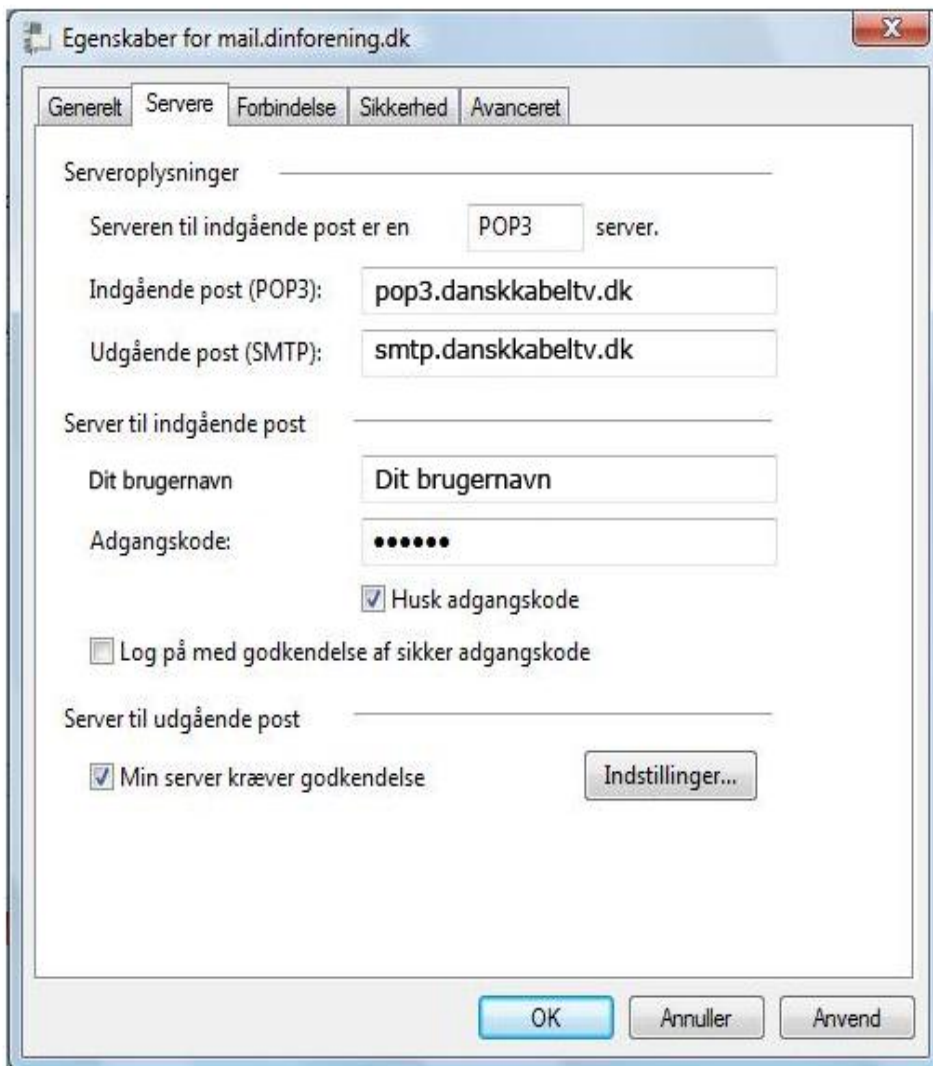 Egenskaber for mail.dinforening.dk
X
Generelt Servere Forbindelse Sikkerhed Avanceret
Serveroplysninger
Serveren til indgående post er en POP3 server.
Indgående post (POP3): pop3.danskkabeltv.dk
Udgående post (SMTP): smtp.danskkabeltv.dk
Server til indgående post
Dit brugernavn Dit brugernavn
Adgangskode: ••••••
Husk adgangskode
Log på med godkendelse af sikker adgangskode
Server til udgående post
Min server kræver godkendelse Indstillinger...
OK Annuller Anvend